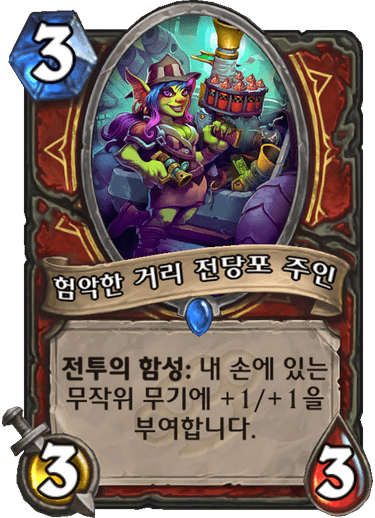 3
험악한 거리 전당포 주인
전투의 함성: 내 손에 있는
무작위 무기에 +1/+1을
부여합니다.
3
3